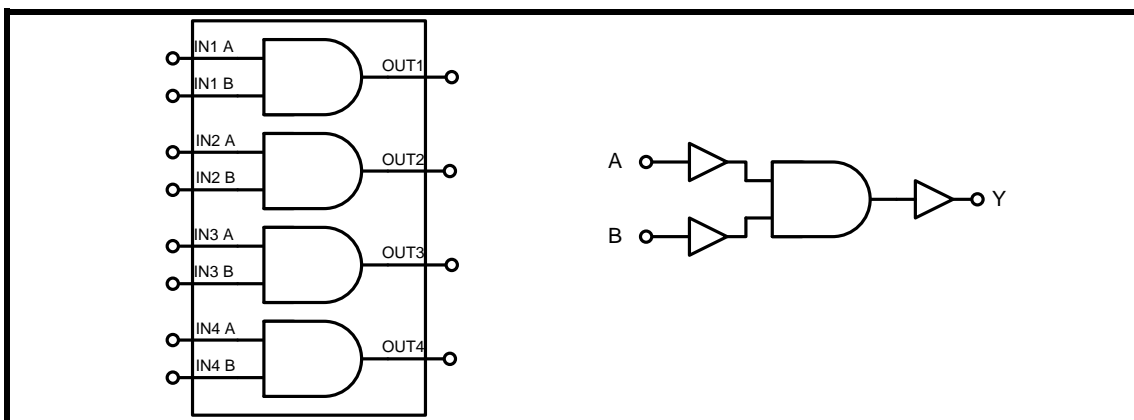 IN1 A
OUT1
IN1 B
IN2 A
OUT2
IN2 B
IN3 A
OUT3
IN3 B
IN4 A
OUT4
IN4 B
A
Y
B